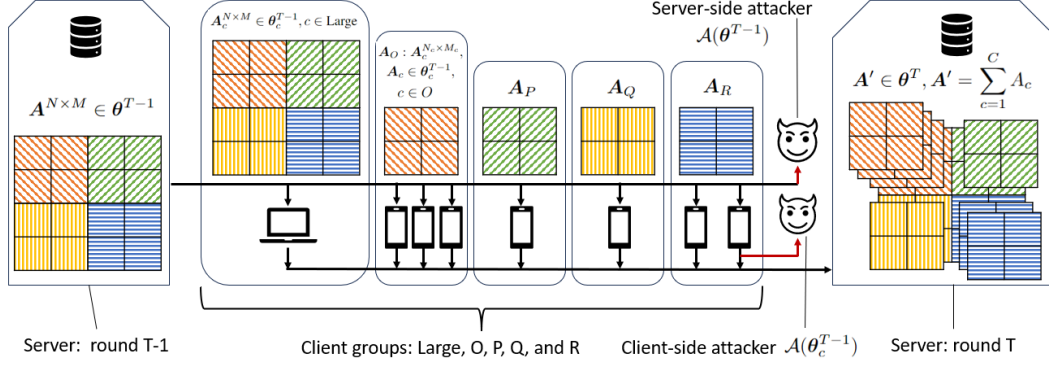 Server-side attacker
𝒜(θ^{T−1})
A_c^{N×M} ∈ θ_c^{T−1}, c ∈ Large
A_O : A_c^{N_c×M_c},
A_c ∈ θ_c^{T−1},
c ∈ O
A_P
A_Q
A_R
A^{N×M} ∈ θ^{T−1}
A′ ∈ θ^T, A′ = ∑_{c=1}^{C} A_c
Server: round T-1
Client groups: Large, O, P, Q, and R
Client-side attacker 𝒜(θ_c^{T−1})
Server: round T